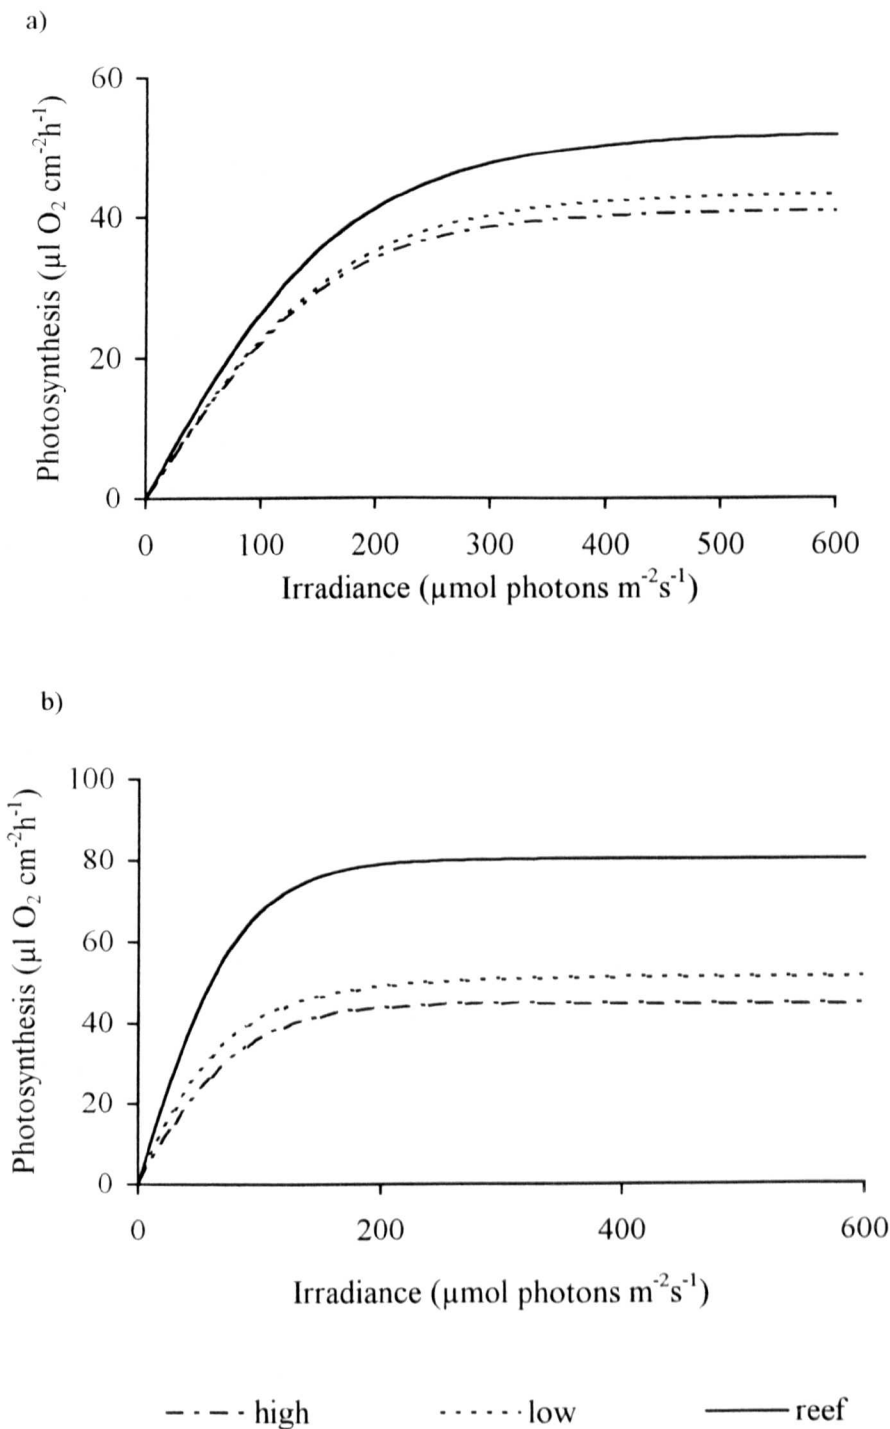 a)
60
40
20
0
Photosynthesis (µl O₂ cm⁻²h⁻¹)
0 100 200 300 400 500 600
Irradiance (µmol photons m⁻²s⁻¹)
b)
100
80
60
40
20
0
Photosynthesis (µl O₂ cm⁻²h⁻¹)
0 200 400 600
Irradiance (µmol photons m⁻²s⁻¹)
high low reef